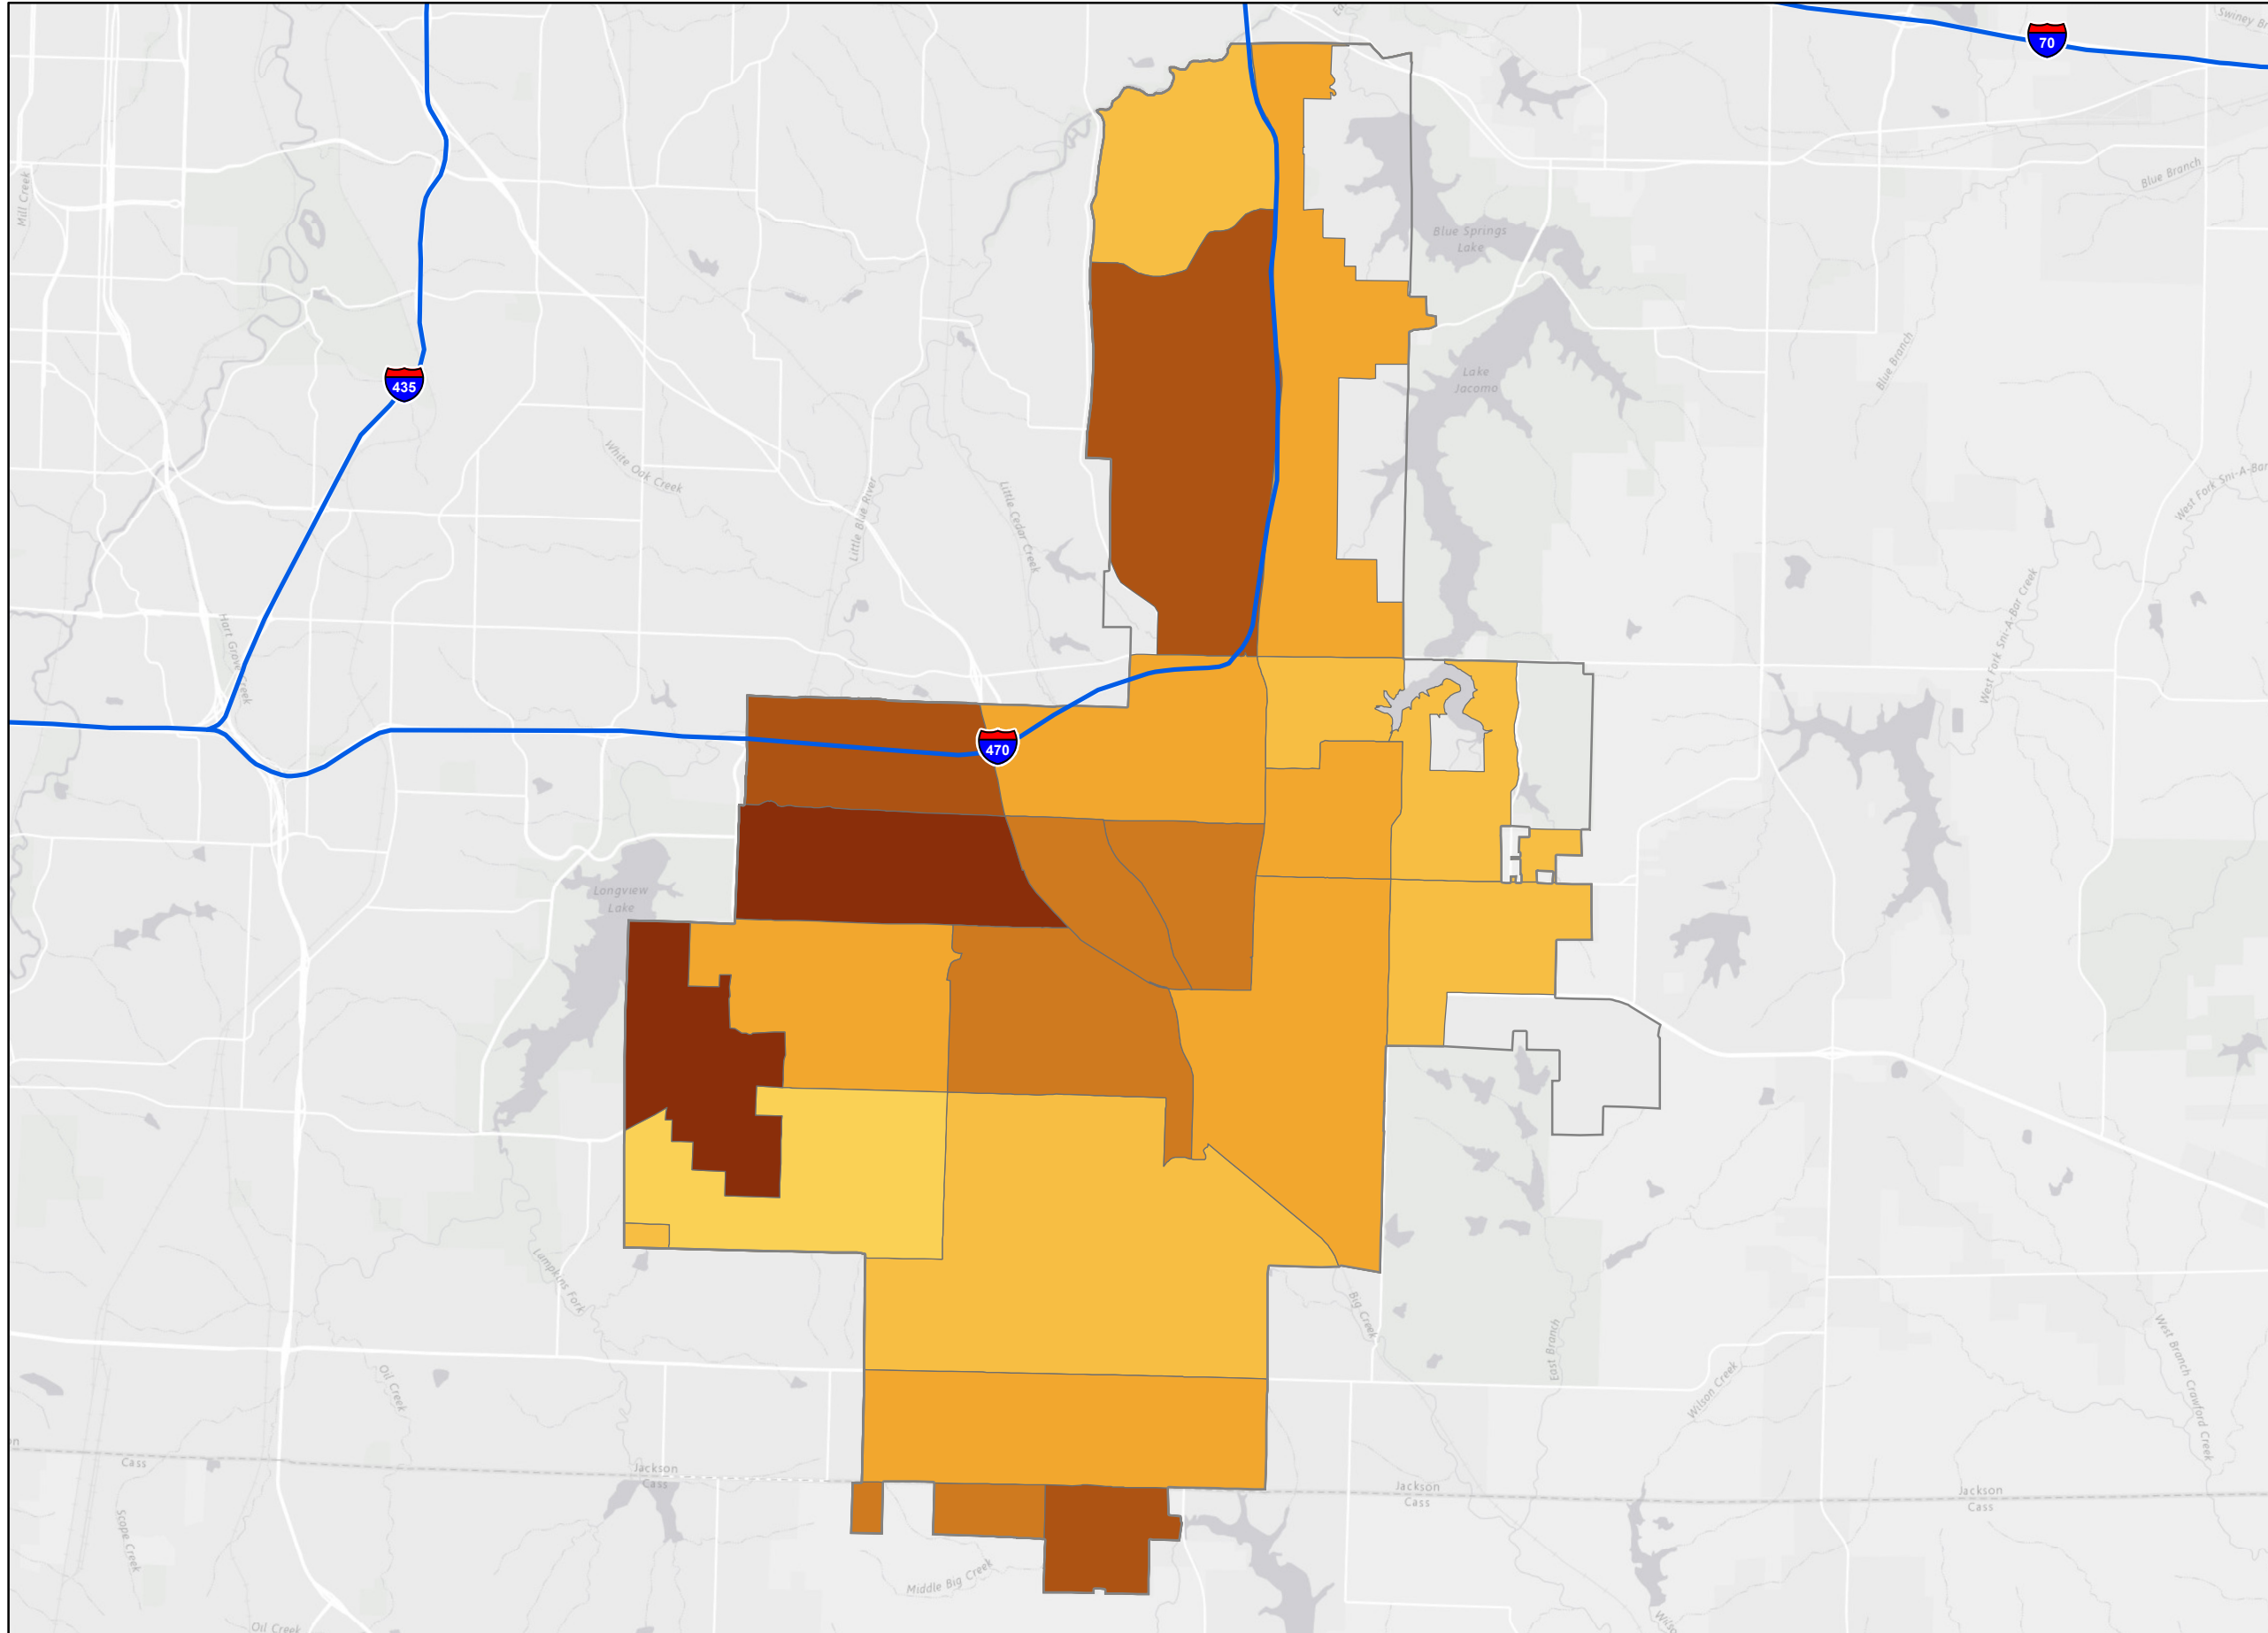 Swiney Br
70
Blue Branch
Mill Creek
Blue Springs
Lake
435
Lake
Jacomo
Blue Branch
White Oak Creek
Little Blue River
Little Cedar Creek
West Fork Sni-A-Bar
West Fork Sni-A-Bar Creek
Hart Grove Creek
470
Longview
Lake
Lumpkins Fork
Big Creek
East Branch
Wilson Creek
West Branch Crawford Creek
Oil Creek
Cass
Jackson
Cass
Jackson
Cass
Jackson
Cass
Scope Creek
Middle Big Creek
Oil Creek
Wilso